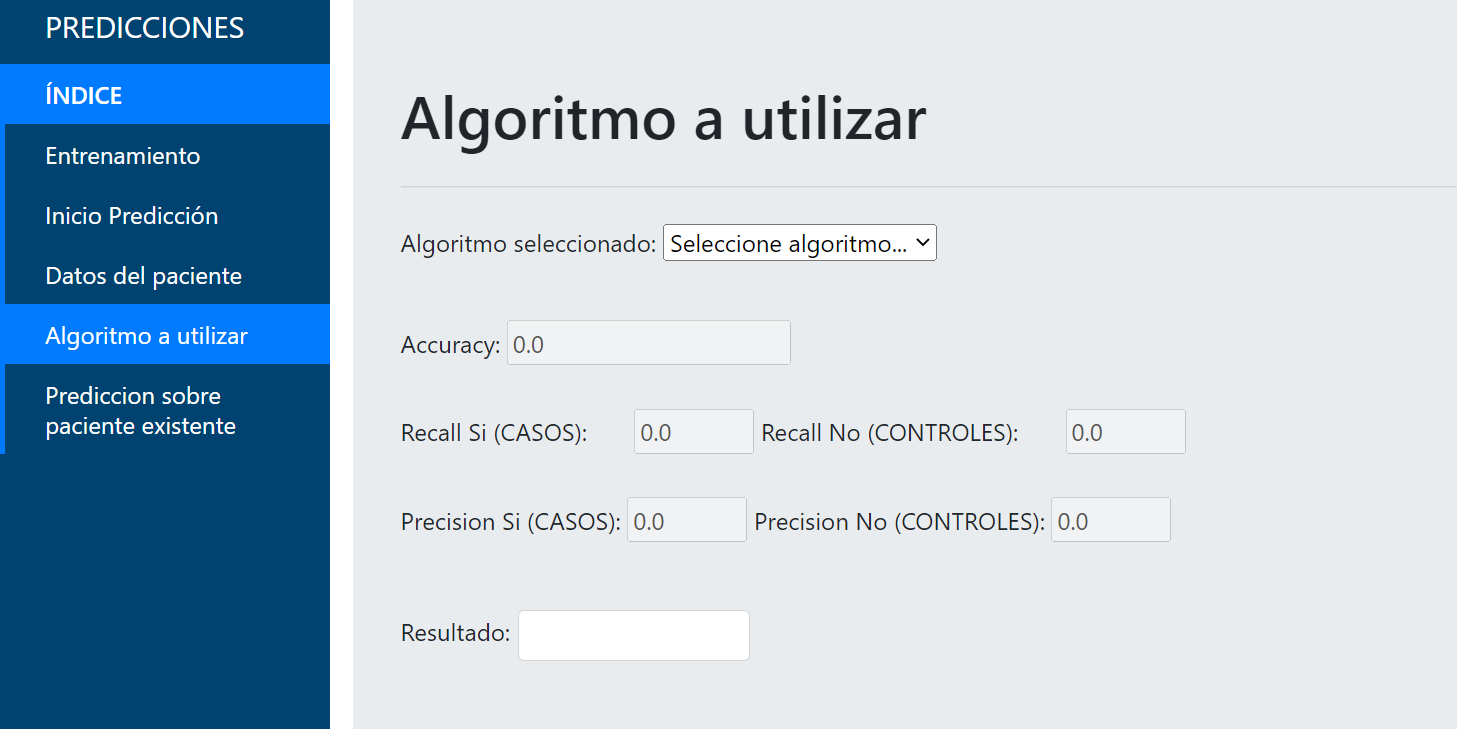 PREDICCIONES
ÍNDICE
Entrenamiento
Inicio Predicción
Datos del paciente
Algoritmo a utilizar
Prediccion sobre
paciente existente
Algoritmo a utilizar
Algoritmo seleccionado: Seleccione algoritmo...
Accuracy: 0.0
Recall Si (CASOS): 0.0 Recall No (CONTROLES): 0.0
Precision Si (CASOS): 0.0 Precision No (CONTROLES): 0.0
Resultado: